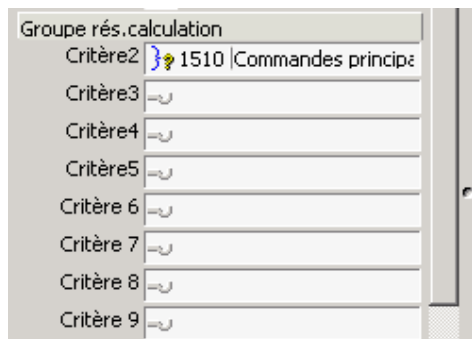 Groupe rés.calculation
Critère2 1510 |Commandes principa
Critère3
Critère4
Critère5
Critère 6
Critère 7
Critère 8
Critère 9